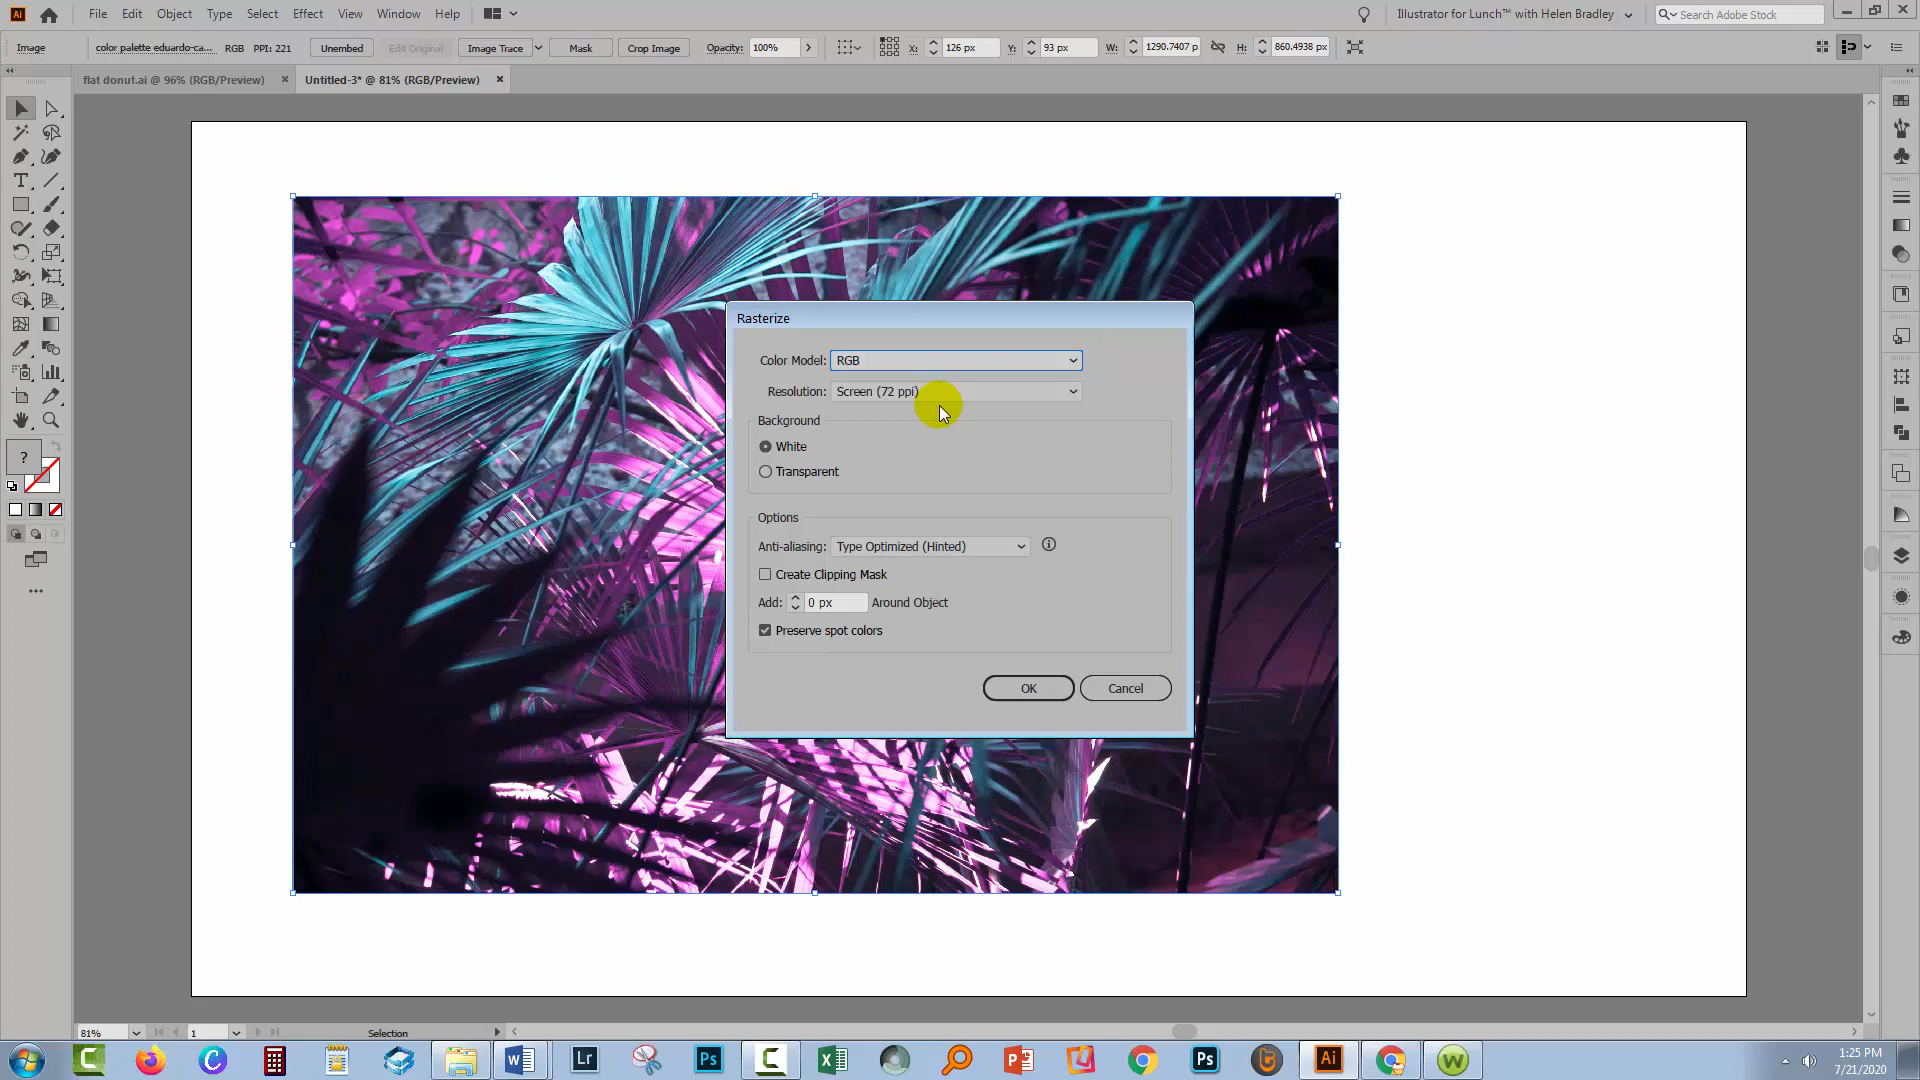 Ai File Edit Object Type Select Effect View Window Help Illustrator for Lunch™ with Helen Bradley Search Adobe Stock
Image color palette eduardo-ca... RGB PPI: 221 Unembed Edit Original Image Trace Mask Crop Image Opacity: 100% X: 126 px Y: 93 px W: 1290.7407 p H: 860.4938 px
flat donut.ai @ 96% (RGB/Preview) × Untitled-3* @ 81% (RGB/Preview) ×
Rasterize
Color Model: RGB
Resolution: Screen (72 ppi)
Background
White
Transparent
Options
Anti-aliasing: Type Optimized (Hinted)
Create Clipping Mask
Add: 0 px Around Object
Preserve spot colors
OK Cancel
?
81% 1 Selection
Lr Ps Ps Ai
1:25 PM
7/21/2020